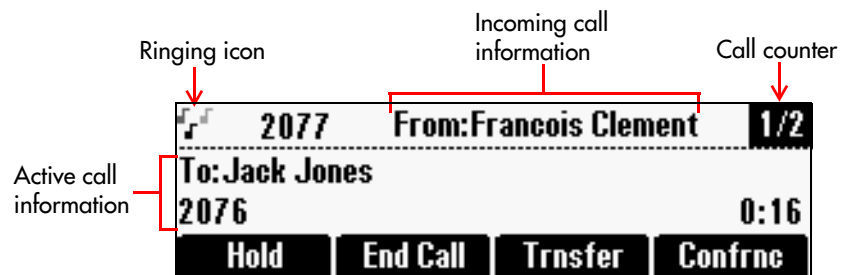 Incoming call
information
Ringing icon
Call counter
2077 From:Francois Clement 1/2
Active call
information
To:Jack Jones
2076 0:16
Hold End Call Trnsfer Confrnc